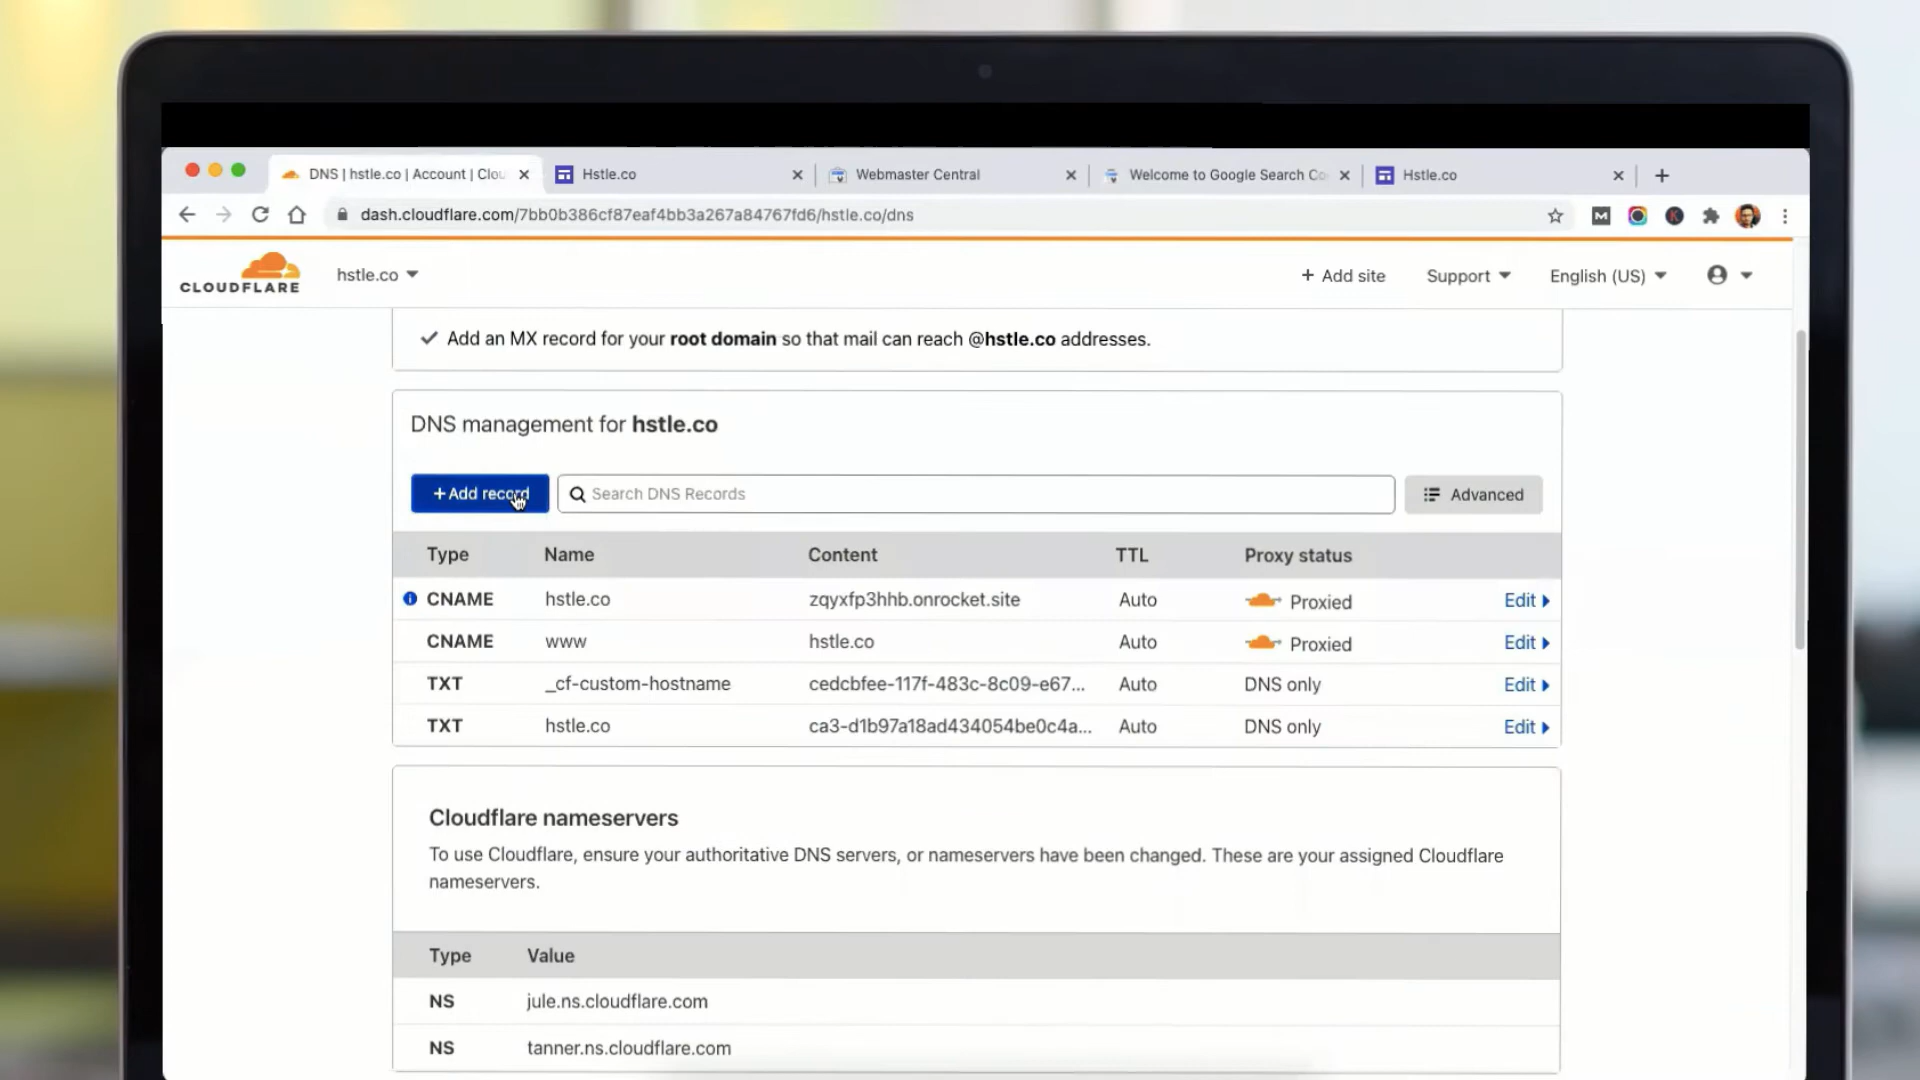 DNS | hstle.co | Account | Clou
Hstle.co
Webmaster Central
Welcome to Google Search Co
Hstle.co
dash.cloudflare.com/7bb0b386cf87eaf4bb3a267a84767fd6/hstle.co/dns
M
K
CLOUDFLARE
hstle.co
+ Add site
Support
English (US)
Add an MX record for your root domain so that mail can reach @hstle.co addresses.
DNS management for hstle.co
+ Add record
Search DNS Records
Advanced
Type Name Content TTL Proxy status
CNAME hstle.co zqyxfp3hhb.onrocket.site Auto Proxied Edit
CNAME www hstle.co Auto Proxied Edit
TXT _cf-custom-hostname cedcbfee-117f-483c-8c09-e67... Auto DNS only Edit
TXT hstle.co ca3-d1b97a18ad434054be0c4a... Auto DNS only Edit
Cloudflare nameservers
To use Cloudflare, ensure your authoritative DNS servers, or nameservers have been changed. These are your assigned Cloudflare
nameservers.
Type Value
NS jule.ns.cloudflare.com
NS tanner.ns.cloudflare.com